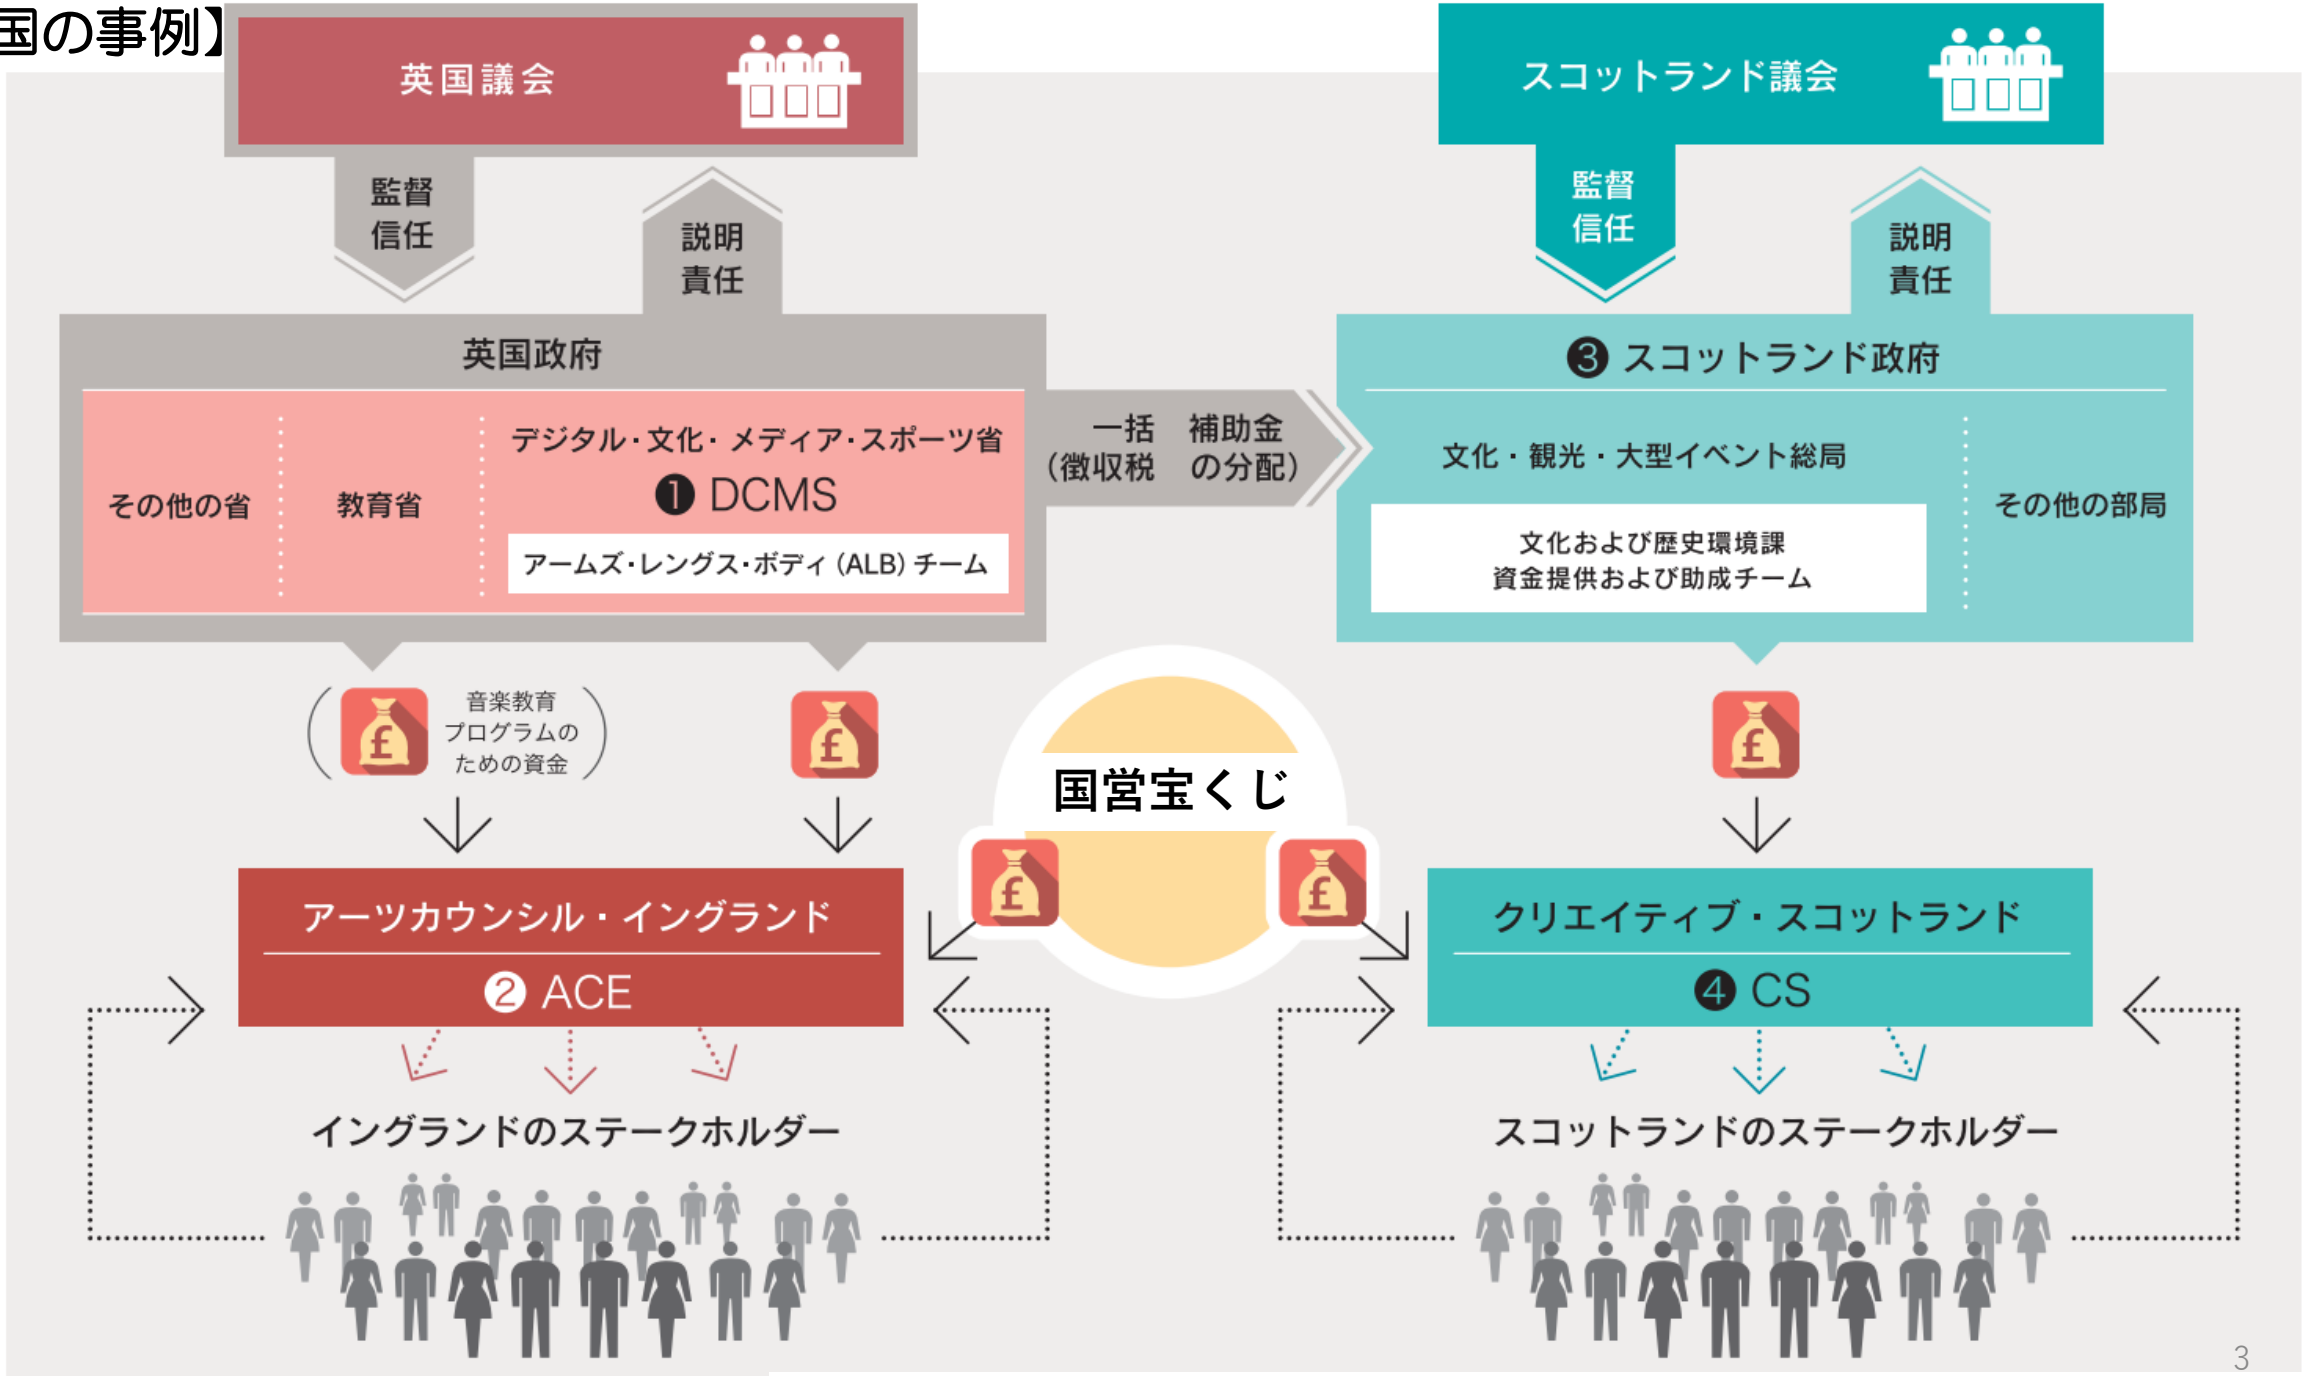 国の事例】
英国議会
スコットランド議会
監督
信任
説明
責任
監督
信任
説明
責任
英国政府
その他の省
教育省
デジタル・文化・メディア・スポーツ省
❶ DCMS
アームズ・レングス・ボディ(ALB)チーム
一括 補助金
(徴収税 の分配)
❸ スコットランド政府
文化・観光・大型イベント総局
文化および歴史環境課
資金提供および助成チーム
その他の部局
£
音楽教育
プログラムの
ための資金
£
£
国営宝くじ
£
£
アーツカウンシル・イングランド
❷ ACE
クリエイティブ・スコットランド
❹ CS
イングランドのステークホルダー
スコットランドのステークホルダー
3